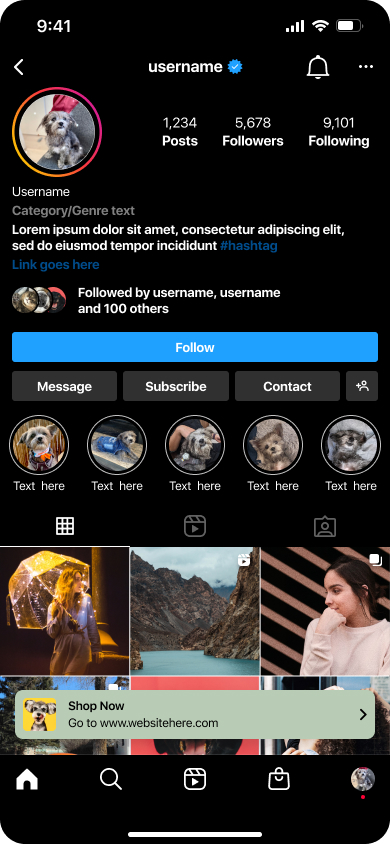 9:41
username
1,234 5,678 9,101
Posts Followers Following
Username
Category/Genre text
Lorem ipsum dolor sit amet, consectetur adipiscing elit,
sed do eiusmod tempor incididunt #hashtag
Link goes here
Followed by username, username
and 100 others
Follow
Message Subscribe Contact
Text here Text here Text here Text here Text here
Shop Now
Go to www.websitehere.com